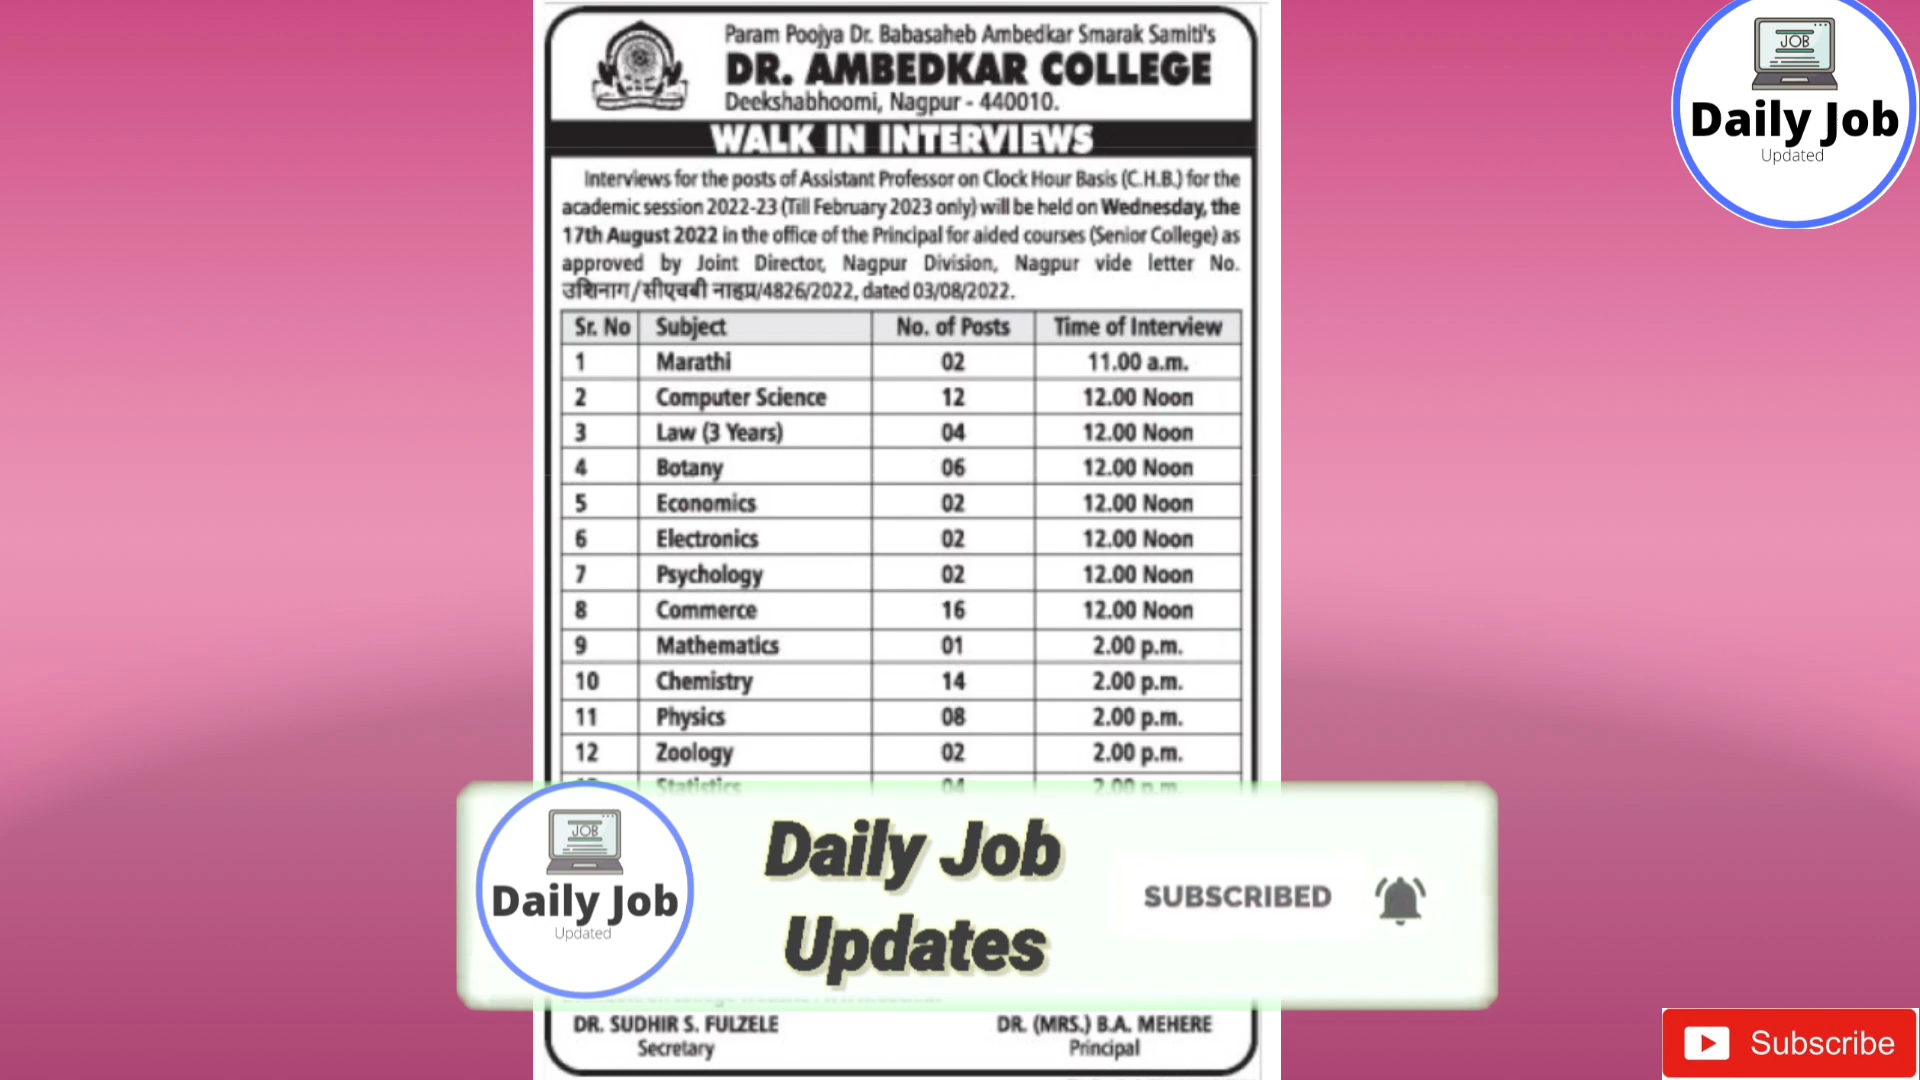 Param Poojya Dr. Babasaheb Ambedkar Smarak Samiti's
DR. AMBEDKAR COLLEGE
Deekshabhoomi, Nagpur - 440010.
WALK IN INTERVIEWS
Interviews for the posts of Assistant Professor on Clock Hour Basis (C.H.B.) for the
academic session 2022-23 (Till February 2023 only) will be held on Wednesday, the
17th August 2022 in the office of the Principal for aided courses (Senior College) as
approved by Joint Director, Nagpur Division, Nagpur vide letter No.
उशिनाग/सीएचबी नाहप्र/4826/2022, dated 03/08/2022.
Sr. No Subject No. of Posts Time of Interview
1 Marathi 02 11.00 a.m.
2 Computer Science 12 12.00 Noon
3 Law (3 Years) 04 12.00 Noon
4 Botany 06 12.00 Noon
5 Economics 02 12.00 Noon
6 Electronics 02 12.00 Noon
7 Psychology 02 12.00 Noon
8 Commerce 16 12.00 Noon
9 Mathematics 01 2.00 p.m.
10 Chemistry 14 2.00 p.m.
11 Physics 08 2.00 p.m.
12 Zoology 02 2.00 p.m.
Statistics 04 2.00 p.m.
DR. SUDHIR S. FULZELE
Secretary
DR. (MRS.) B.A. MEHERE
Principal
JOB
Daily Job
Updated
JOB
Daily Job
Updated
Daily Job
Updates
SUBSCRIBED
Subscribe